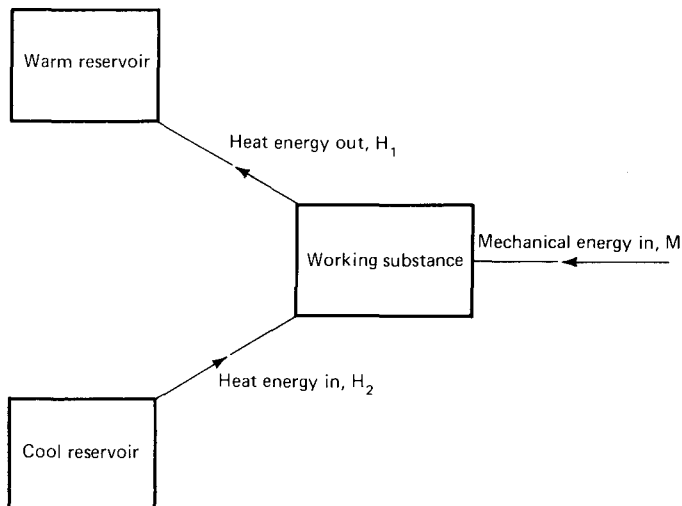 Warm reservoir
Heat energy out, H₁
Working substance
Mechanical energy in, M
Heat energy in, H₂
Cool reservoir